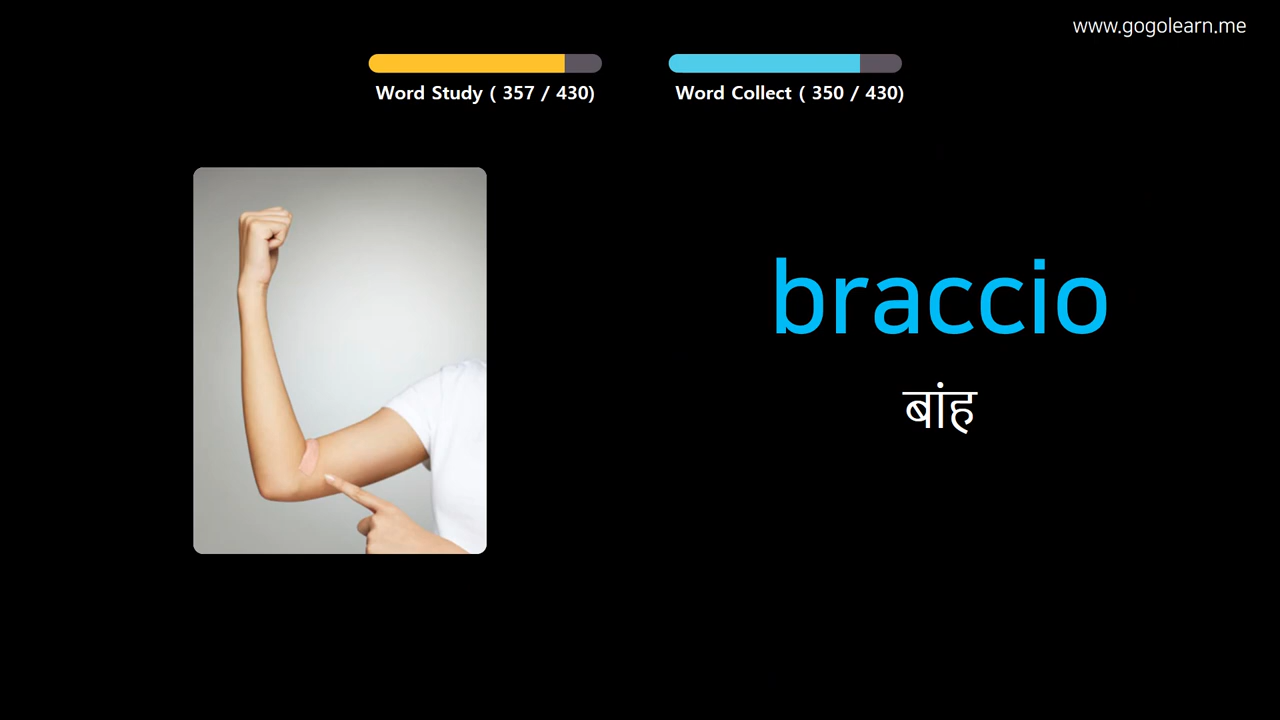 www.gogolearn.me
Word Study ( 357 / 430)
Word Collect ( 350 / 430)
braccio
बांह